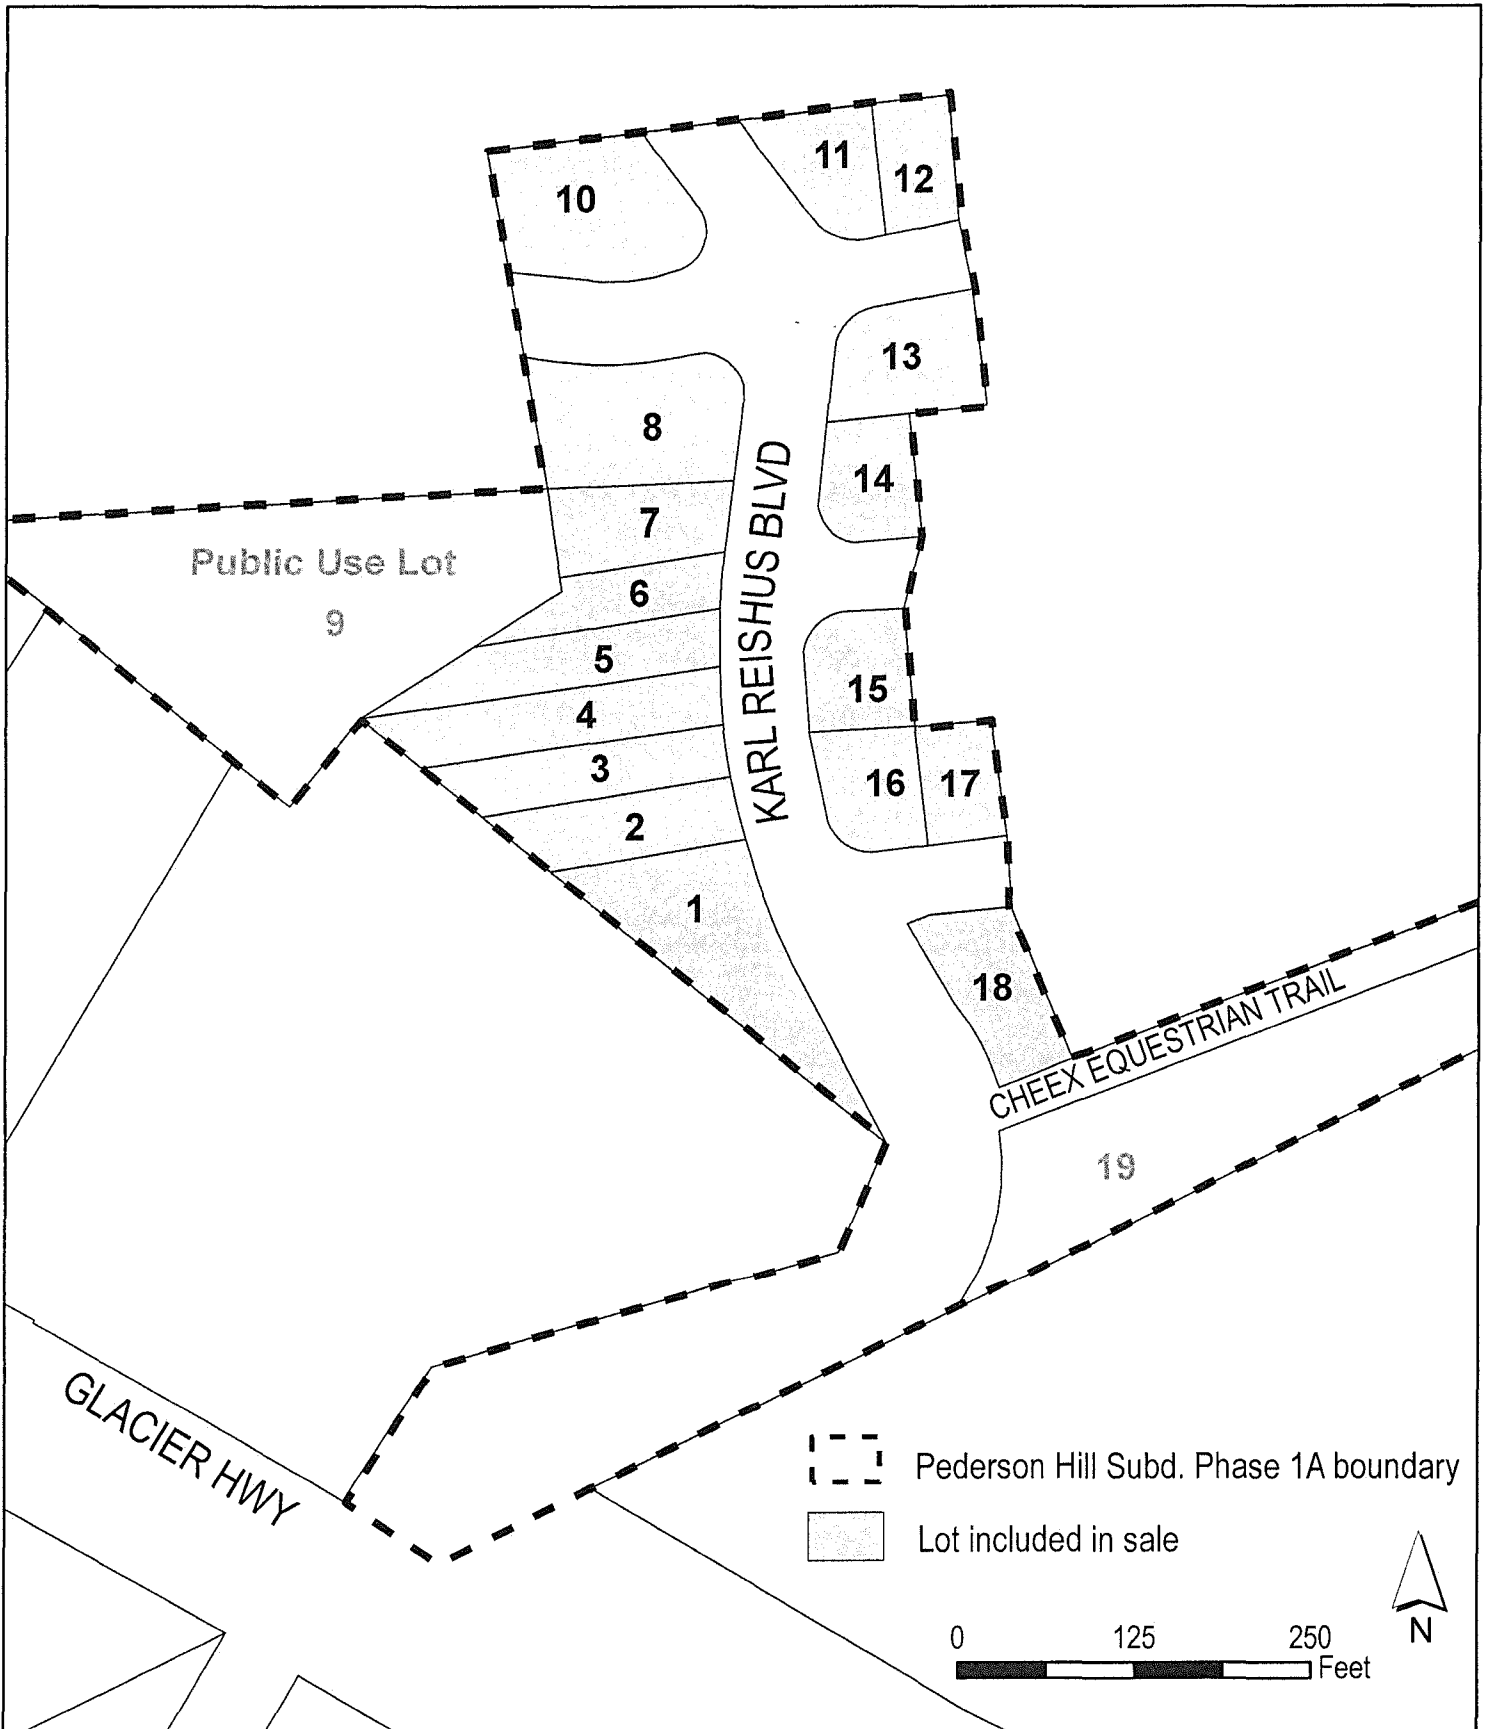 11
12
10
13
8
14
7
Public Use Lot
9
6
5
15
4
3
16
17
2
1
KARL REISHUS BLVD
18
CHEEX EQUESTRIAN TRAIL
19
GLACIER HWY
Pederson Hill Subd. Phase 1A boundary
Lot included in sale
0 125 250
Feet
N